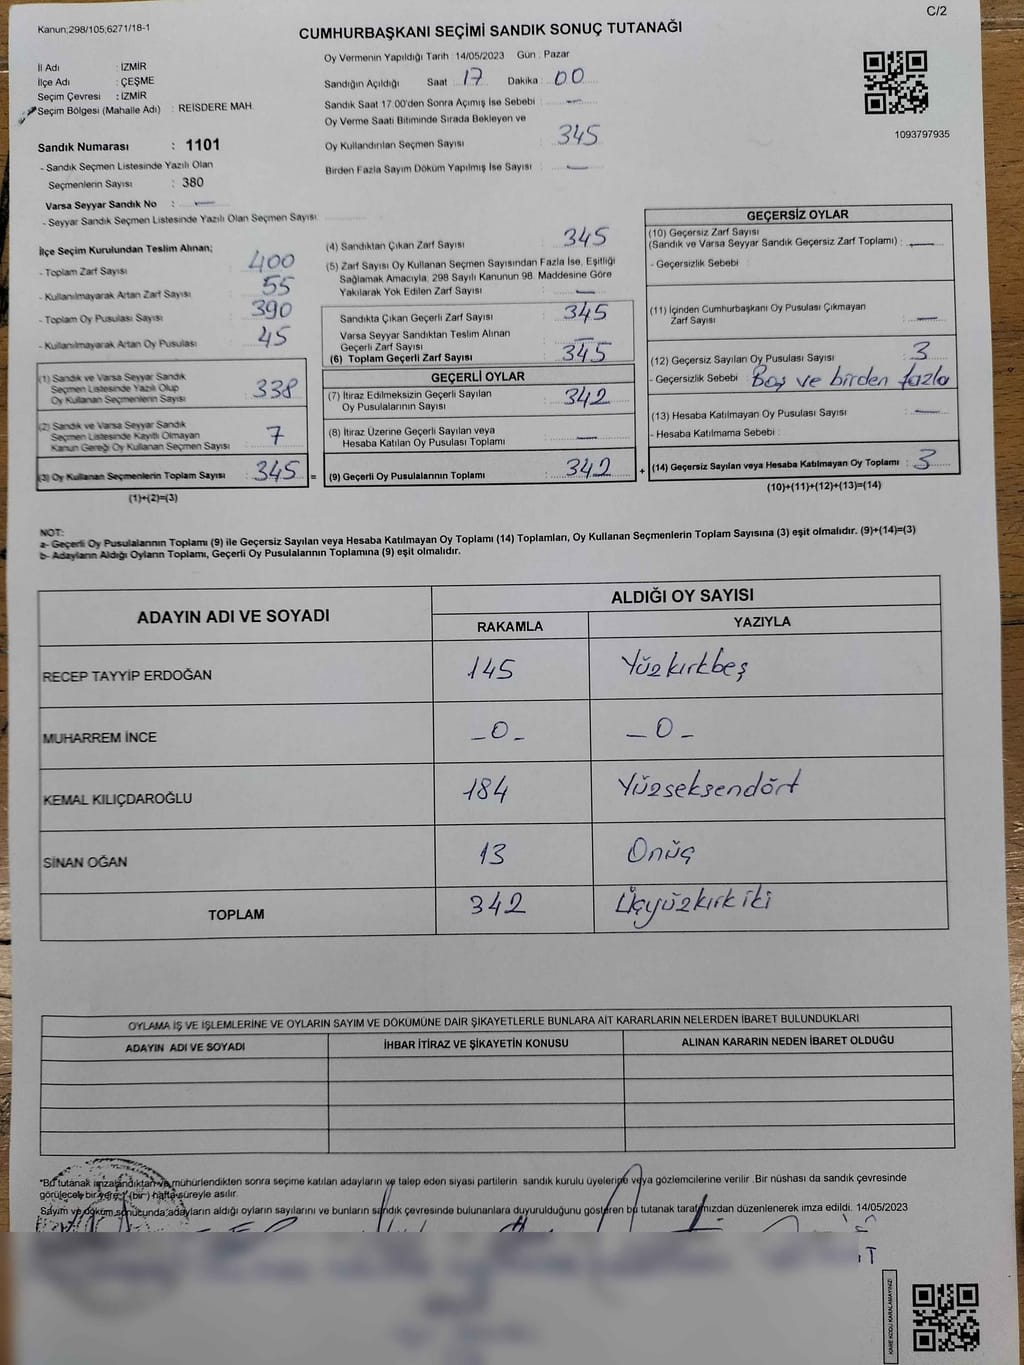 Kanun;298/105;6271/18-1
C/2
CUMHURBAŞKANI SEÇİMİ SANDIK SONUÇ TUTANAĞI
İl Adı : İZMİR
İlçe Adı : ÇEŞME
Seçim Çevresi : İZMİR
Seçim Bölgesi (Mahalle Adı) : REİSDERE MAH.
Sandık Numarası : 1101
- Sandık Seçmen Listesinde Yazılı Olan
Seçmenlerin Sayısı : 380
Varsa Seyyar Sandık No : —
- Seyyar Sandık Seçmen Listesinde Yazılı Olan Seçmen Sayısı:
Oy Vermenin Yapıldığı Tarih : 14/05/2023 Gün : Pazar
Sandığın Açıldığı Saat : 17 Dakika : 00
Sandık Saat 17.00'den Sonra Açımış İse Sebebi : —
Oy Verme Saati Bitiminde Sırada Bekleyen ve
Oy Kullandırılan Seçmen Sayısı : 345
Birden Fazla Sayım Döküm Yapılmış İse Sayısı : —
1093797935
İlçe Seçim Kurulundan Teslim Alınan;
- Toplam Zarf Sayısı : 400
- Kullanılmayarak Artan Zarf Sayısı : 55
- Toplam Oy Pusulası Sayısı : 390
- Kullanılmayarak Artan Oy Pusulası : 45
(1) Sandık ve Varsa Seyyar Sandık
Seçmen Listesinde Yazılı Olup
Oy Kullanan Seçmenlerin Sayısı : 338
(2) Sandık ve Varsa Seyyar Sandık
Seçmen Listesinde Kayıtlı Olmayan
Kanun Gereği Oy Kullanan Seçmen Sayısı : 7
(3) Oy Kullanan Seçmenlerin Toplam Sayısı : 345 =
(1)+(2)=(3)
(4) Sandıktan Çıkan Zarf Sayısı : 345
(5) Zarf Sayısı Oy Kullanan Seçmen Sayısından Fazla İse, Eşitliği
Sağlamak Amacıyla, 298 Sayılı Kanunun 98. Maddesine Göre
Yakılarak Yok Edilen Zarf Sayısı : —
Sandıkta Çıkan Geçerli Zarf Sayısı : 345
Varsa Seyyar Sandıktan Teslim Alınan
Geçerli Zarf Sayısı : —
(6) Toplam Geçerli Zarf Sayısı : 345
GEÇERLİ OYLAR
(7) İtiraz Edilmeksizin Geçerli Sayılan
Oy Pusulalarının Sayısı : 342
(8) İtiraz Üzerine Geçerli Sayılan veya
Hesaba Katılan Oy Pusulası Toplamı : —
(9) Geçerli Oy Pusulalarının Toplamı : 342 +
GEÇERSİZ OYLAR
(10) Geçersiz Zarf Sayısı
(Sandık ve Varsa Seyyar Sandık Geçersiz Zarf Toplamı) : —
- Geçersizlik Sebebi :
(11) İçinden Cumhurbaşkanı Oy Pusulası Çıkmayan
Zarf Sayısı : —
(12) Geçersiz Sayılan Oy Pusulası Sayısı : 3
- Geçersizlik Sebebi : Boş ve birden fazla
(13) Hesaba Katılmayan Oy Pusulası Sayısı : —
- Hesaba Katılmama Sebebi :
(14) Geçersiz Sayılan veya Hesaba Katılmayan Oy Toplamı : 3
(10)+(11)+(12)+(13)=(14)
NOT:
a- Geçerli Oy Pusulalarının Toplamı (9) ile Geçersiz Sayılan veya Hesaba Katılmayan Oy Toplamı (14) Toplamları, Oy Kullanan Seçmenlerin Toplam Sayısına (3) eşit olmalıdır. (9)+(14)=(3)
b- Adayların Aldığı Oyların Toplamı, Geçerli Oy Pusulalarının Toplamına (9) eşit olmalıdır.
ADAYIN ADI VE SOYADI
ALDIĞI OY SAYISI
RAKAMLA YAZIYLA
RECEP TAYYİP ERDOĞAN 145 Yüzkırkbeş
MUHARREM İNCE –0– –0–
KEMAL KILIÇDAROĞLU 184 Yüzseksendört
SİNAN OĞAN 13 Onüç
TOPLAM 342 Üçyüzkırkiki
OYLAMA İŞ VE İŞLEMLERİNE VE OYLARIN SAYIM VE DÖKÜMÜNE DAİR ŞİKAYETLERLE BUNLARA AİT KARARLARIN NELERDEN İBARET BULUNDUKLARI
ADAYIN ADI VE SOYADI İHBAR İTİRAZ VE ŞİKAYETİN KONUSU ALINAN KARARIN NEDEN İBARET OLDUĞU
*Bu tutanak imzalandıktan ve mühürlendikten sonra seçime katılan adayların ve talep eden siyasi partilerin sandık kurulu üyelerine veya gözlemcilerine verilir .Bir nüshası da sandık çevresinde
görülecek bir yere 1 (bir ) hafta süreyle asılır.
Sayım ve döküm sonucunda adayların aldığı oyların sayılarını ve bunların sandık çevresinde bulunanlara duyurulduğunu gösteren bu tutanak tarafımızdan düzenlenerek imza edildi. 14/05/2023
KARE KODU KARALAMAYINIZ!